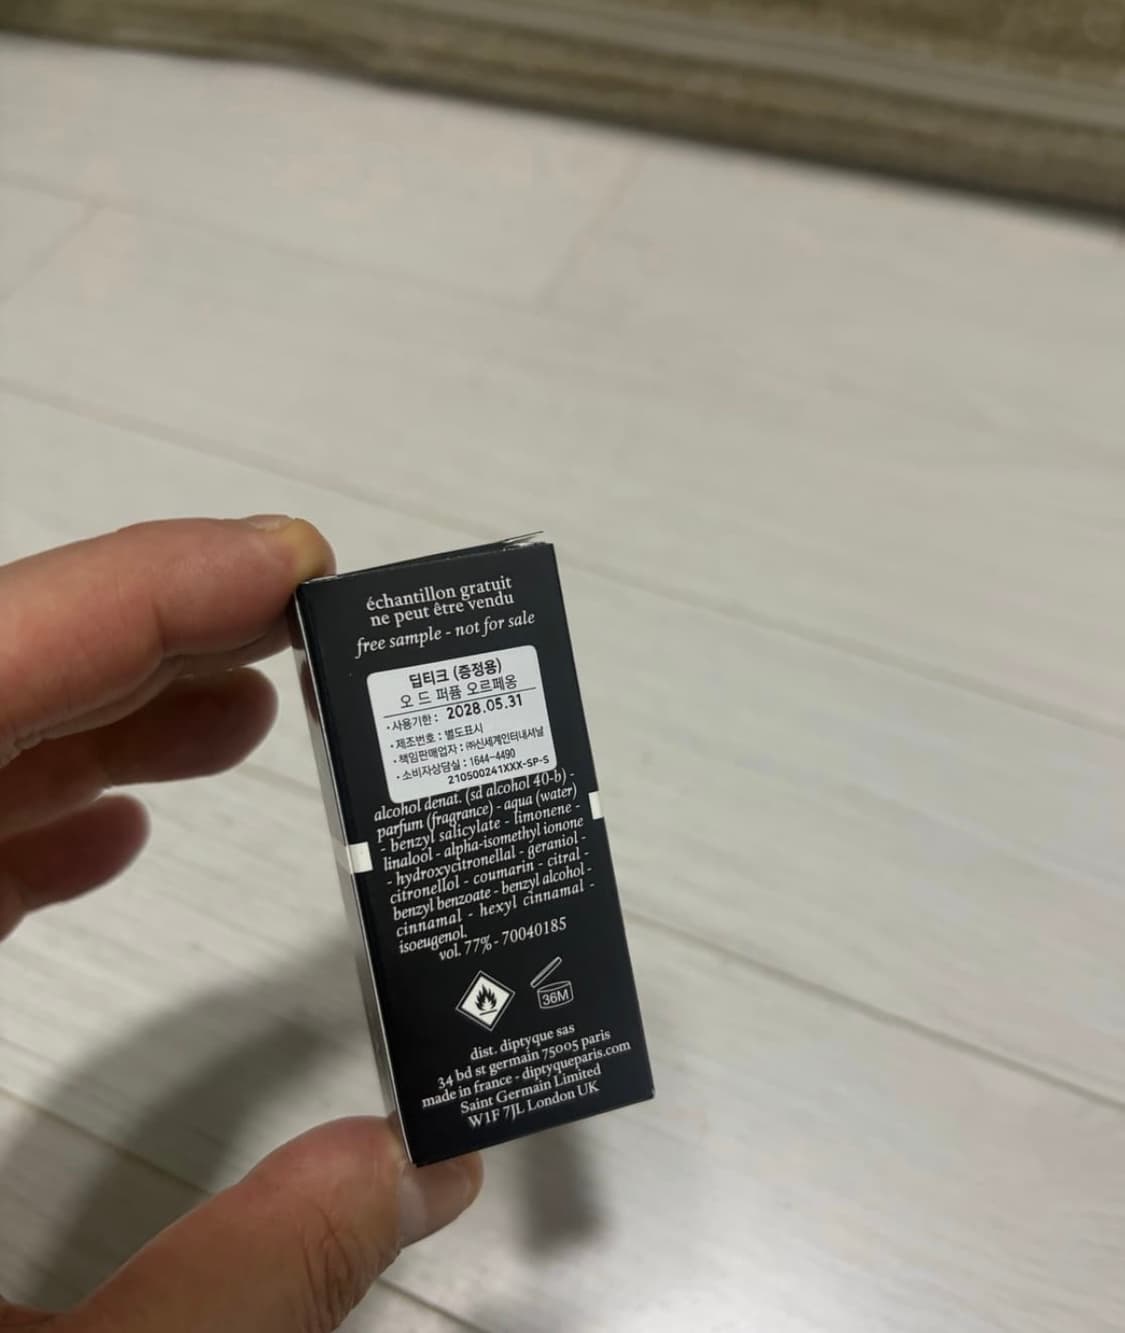 échantillon gratuit
ne peut être vendu
free sample - not for sale
딥티크 (증정용)
오 드 퍼퓸 오르페옹
·사용기한 : 2028.05.31
·제조번호 : 별도표시
·책임판매업자 : ㈜신세계인터내셔날
·소비자상담실 : 1644-4490
210500241XXX-SP-S
alcohol denat. (sd alcohol 40-b) -
parfum (fragrance) - aqua (water)
- benzyl salicylate - limonene -
linalool - alpha-isomethyl ionone
- hydroxycitronellal - geraniol -
citronellol - coumarin - citral -
benzyl benzoate - benzyl alcohol -
cinnamal - hexyl cinnamal -
isoeugenol.
vol. 77% - 70040185
36M
dist. diptyque sas
34 bd st germain 75005 paris
made in france - diptyqueparis.com
Saint Germain Limited
W1F 7JL London UK